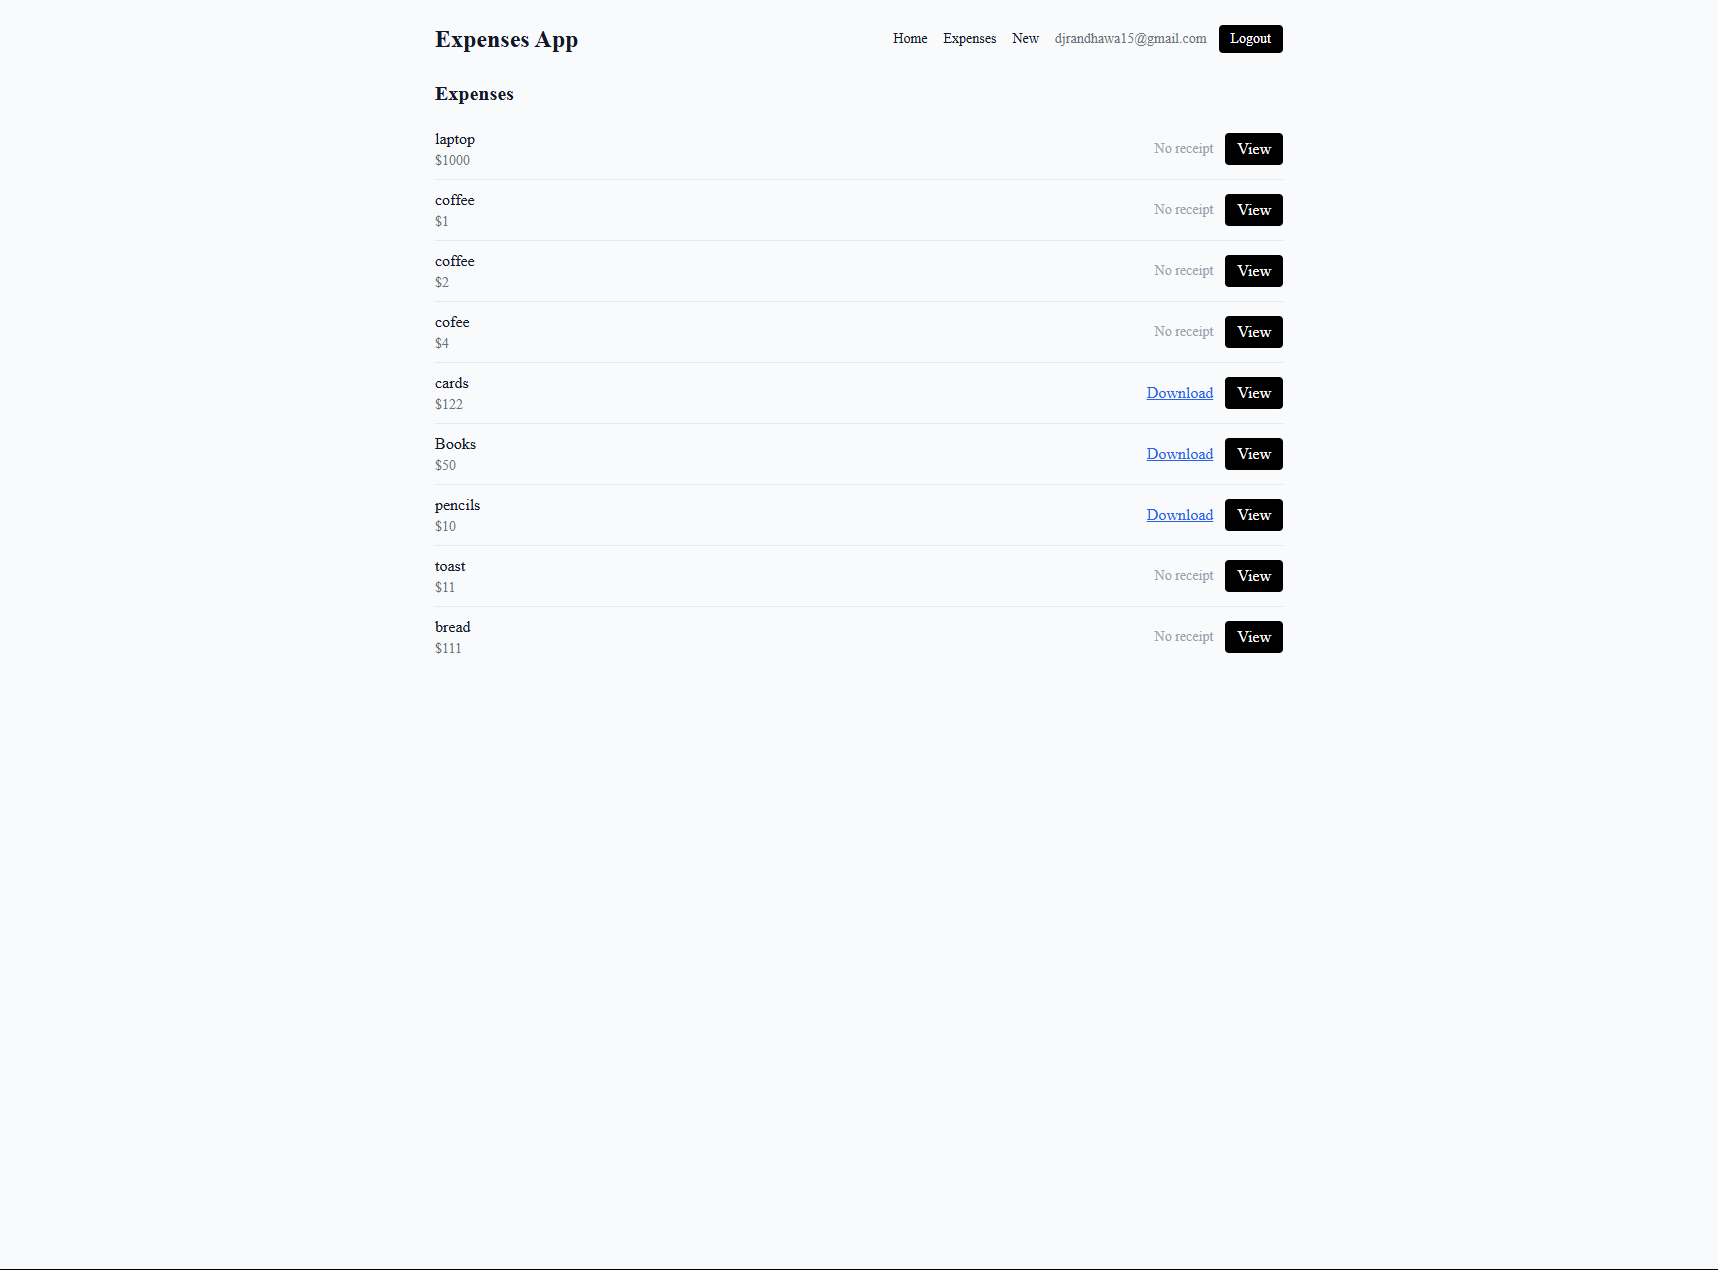 Expenses App
Home Expenses New djrandhawa15@gmail.com Logout
Expenses
laptop
$1000
No receipt View
coffee
$1
No receipt View
coffee
$2
No receipt View
cofee
$4
No receipt View
cards
$122
Download View
Books
$50
Download View
pencils
$10
Download View
toast
$11
No receipt View
bread
$111
No receipt View